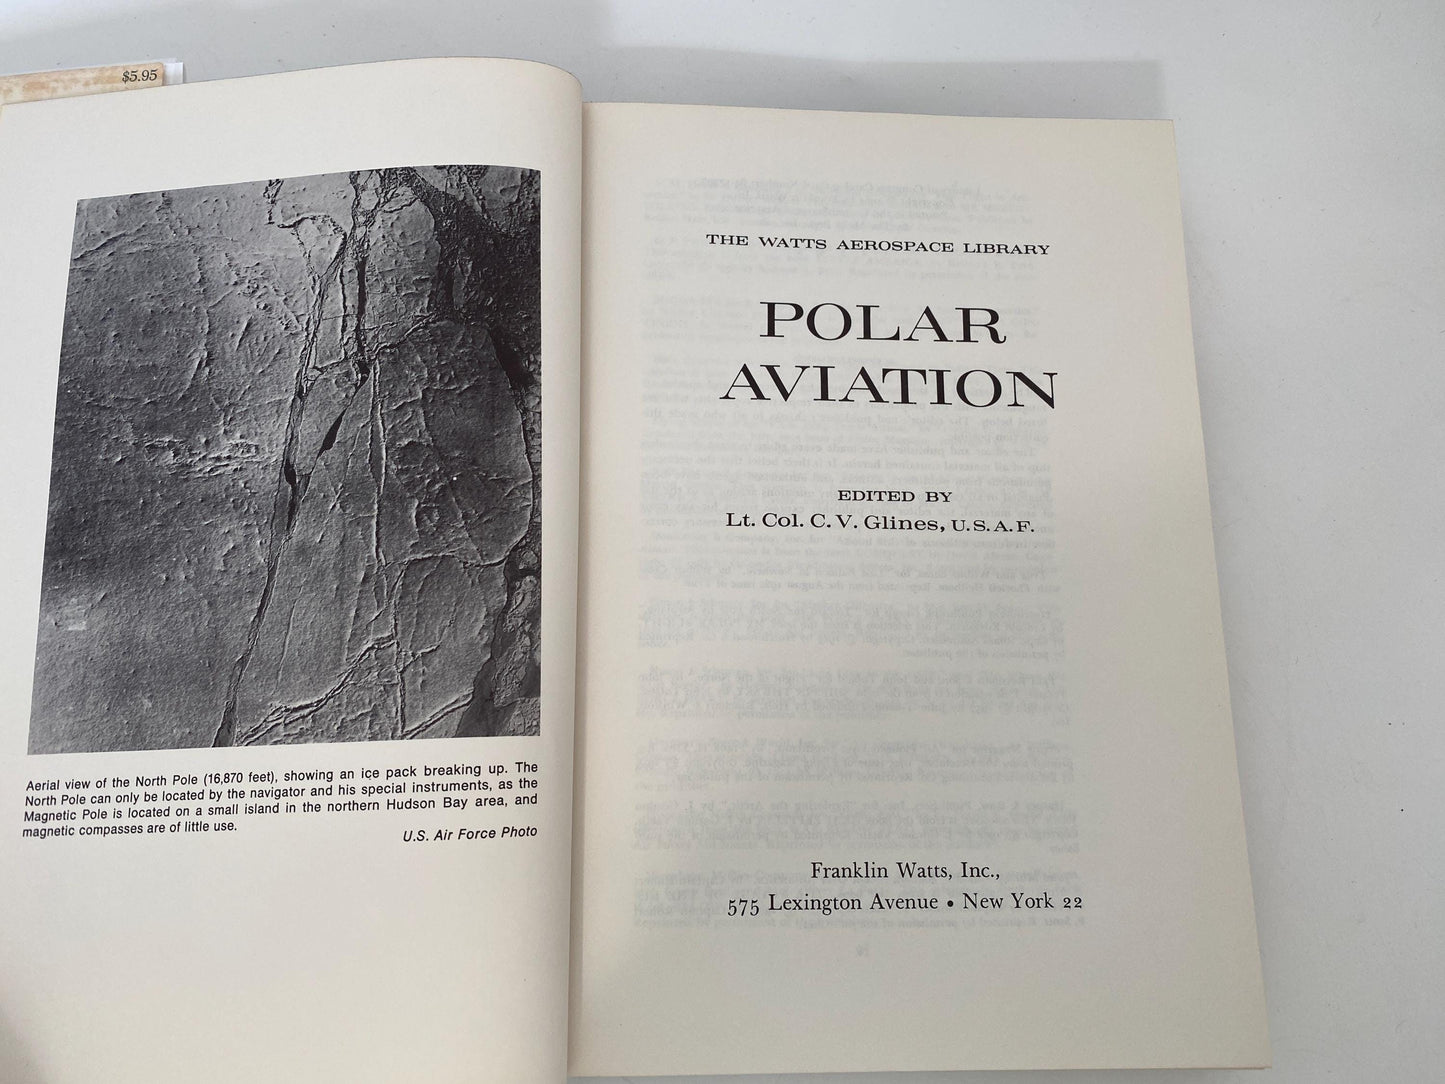 $5.95
Aerial view of the North Pole (16,870 feet), showing an ice pack breaking up. The
North Pole can only be located by the navigator and his special instruments, as the
Magnetic Pole is located on a small island in the northern Hudson Bay area, and
magnetic compasses are of little use.
U.S. Air Force Photo
THE WATTS AEROSPACE LIBRARY
POLAR
AVIATION
EDITED BY
Lt. Col. C. V. Glines, U.S.A.F.
Franklin Watts, Inc.,
575 Lexington Avenue • New York 22